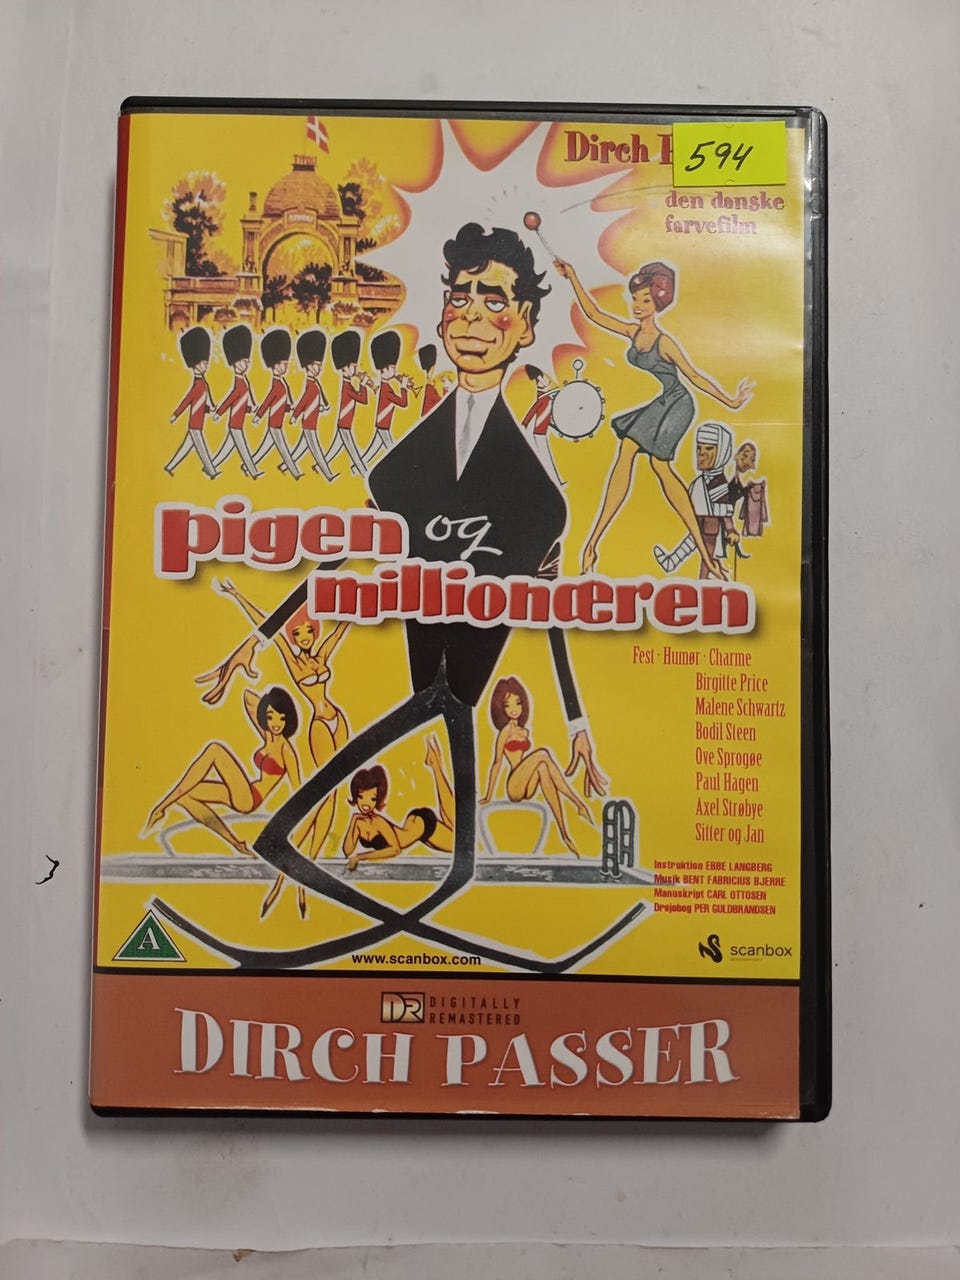 TIVOLI
Dirch
594
den danske
farvefilm
pigen og
millionæren
Fest · Humør · Charme
Birgitte Price
Malene Schwartz
Bodil Steen
Ove Sprogøe
Paul Hagen
Axel Strøbye
Sitter og Jan
Instruktion EBBE LANGBERG
Musik BENT FABRICIUS BJERRE
Manuskript CARL OTTOSEN
Drejebog PER GULDBRANDSEN
A
www.scanbox.com
scanbox
DR DIGITALLY
REMASTERED
DIRCH PASSER